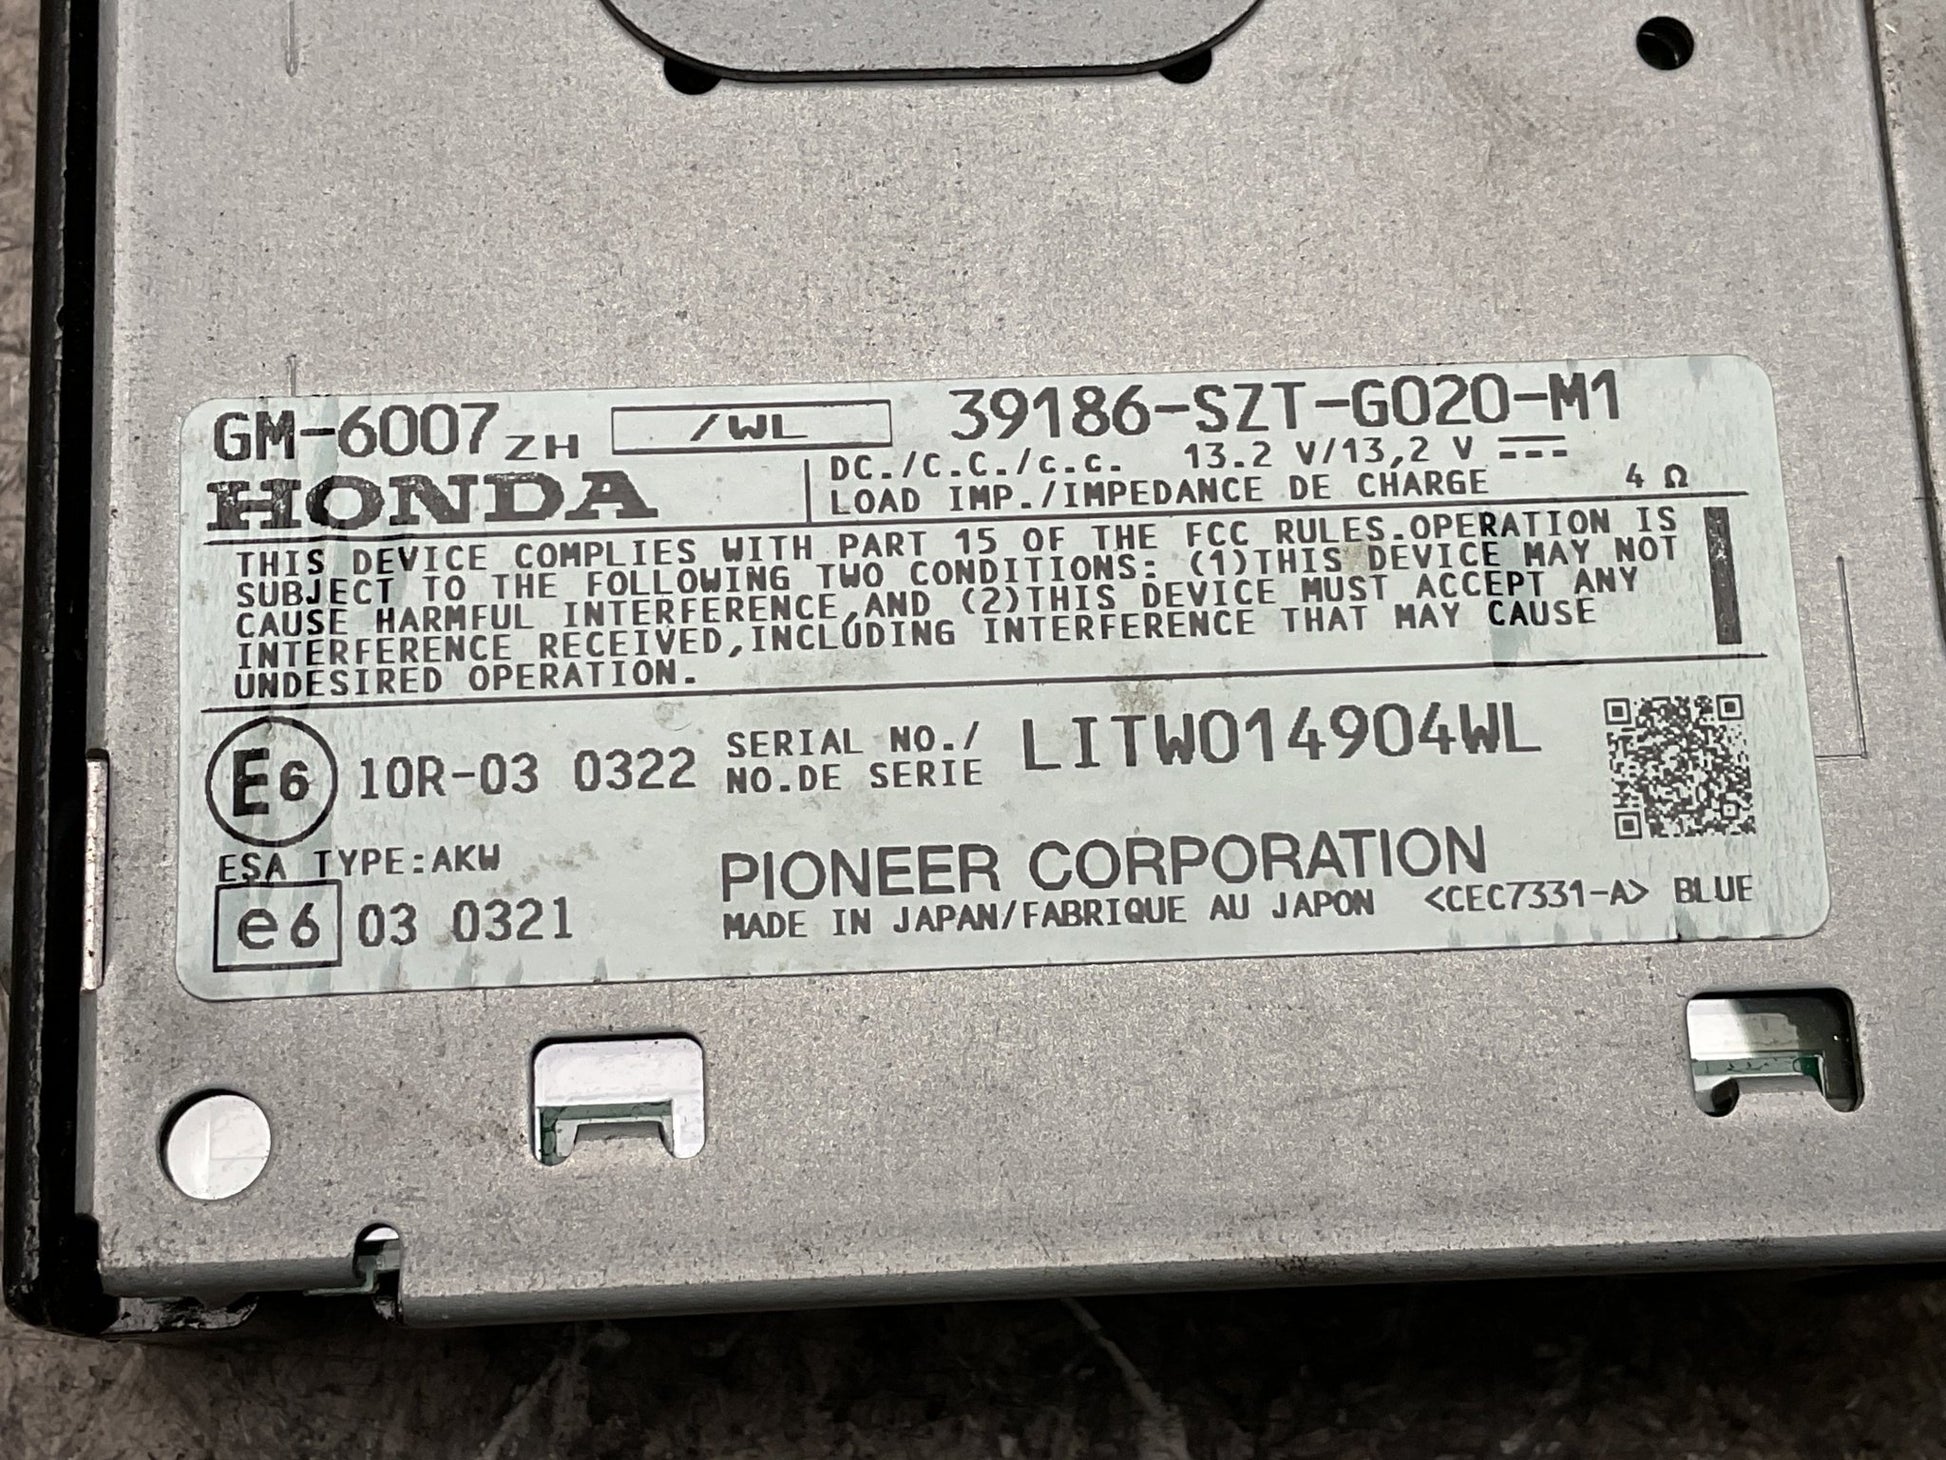 GM-6007ZH /WL 39186-SZT-G020-M1
HONDA
DC./C.C./c.c. 13.2 V/13,2 V
LOAD IMP./IMPEDANCE DE CHARGE 4 Ω
THIS DEVICE COMPLIES WITH PART 15 OF THE FCC RULES.OPERATION IS
SUBJECT TO THE FOLLOWING TWO CONDITIONS: (1)THIS DEVICE MAY NOT
CAUSE HARMFUL INTERFERENCE,AND (2)THIS DEVICE MUST ACCEPT ANY
INTERFERENCE RECEIVED,INCLUDING INTERFERENCE THAT MAY CAUSE
UNDESIRED OPERATION.
E6 10R-03 0322
SERIAL NO./
NO.DE SERIE
LITW014904WL
ESA TYPE:AKW
e6 03 0321
PIONEER CORPORATION
MADE IN JAPAN/FABRIQUE AU JAPON <CEC7331-A> BLUE